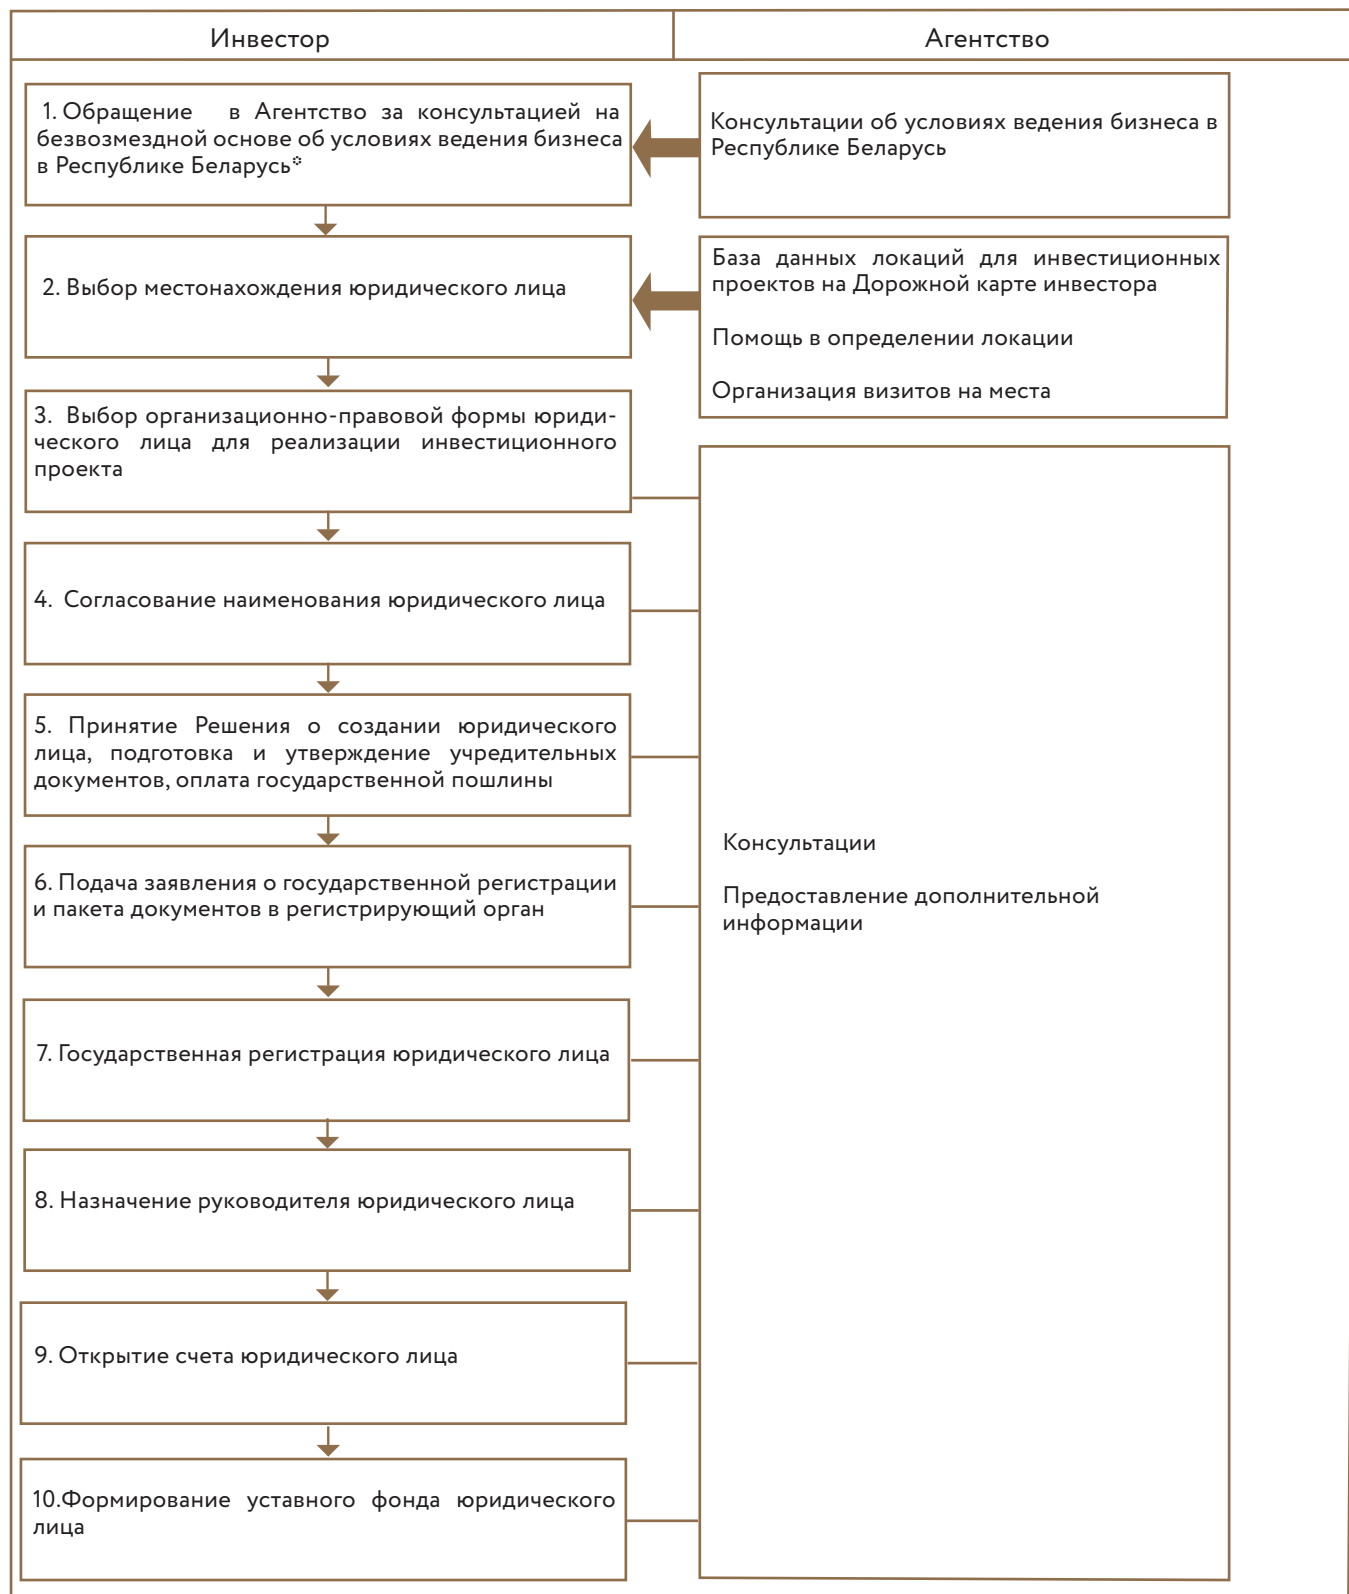 Инвестор
Агентство
1. Обращение в Агентство за консультацией на
безвозмездной основе об условиях ведения бизнеса
в Республике Беларусь*
Консультации об условиях ведения бизнеса в
Республике Беларусь
2. Выбор местонахождения юридического лица
База данных локаций для инвестиционных
проектов на Дорожной карте инвестора
Помощь в определении локации
Организация визитов на места
3. Выбор организационно-правовой формы юриди-
ческого лица для реализации инвестиционного
проекта
4. Согласование наименования юридического лица
5. Принятие Решения о создании юридического
лица, подготовка и утверждение учредительных
документов, оплата государственной пошлины
6. Подача заявления о государственной регистрации
и пакета документов в регистрирующий орган
7. Государственная регистрация юридического лица
8. Назначение руководителя юридического лица
9. Открытие счета юридического лица
10.Формирование уставного фонда юридического
лица
Консультации
Предоставление дополнительной
информации